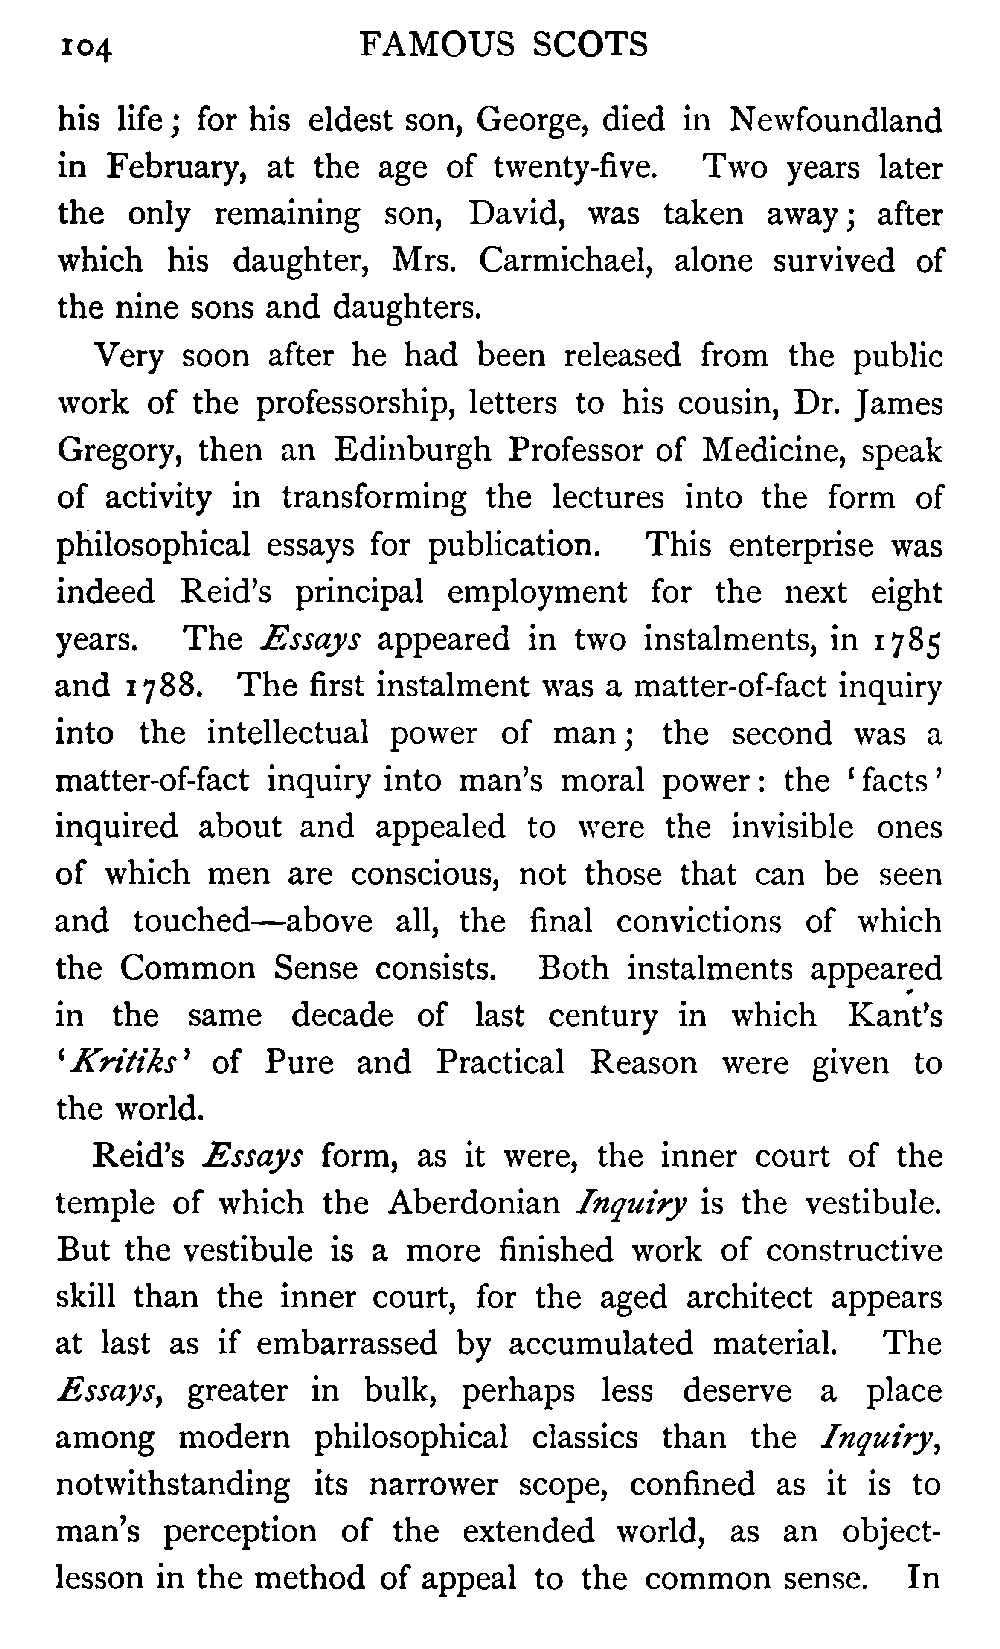 104 FAMOUS SCOTS
his life; for his eldest son, George, died in Newfoundland
in February, at the age of twenty-five. Two years later
the only remaining son, David, was taken away; after
which his daughter, Mrs. Carmichael, alone survived of
the nine sons and daughters.
Very soon after he had been released from the public
work of the professorship, letters to his cousin, Dr. James
Gregory, then an Edinburgh Professor of Medicine, speak
of activity in transforming the lectures into the form of
philosophical essays for publication. This enterprise was
indeed Reid's principal employment for the next eight
years. The Essays appeared in two instalments, in 1785
and 1788. The first instalment was a matter-of-fact inquiry
into the intellectual power of man; the second was a
matter-of-fact inquiry into man's moral power: the 'facts'
inquired about and appealed to were the invisible ones
of which men are conscious, not those that can be seen
and touched—above all, the final convictions of which
the Common Sense consists. Both instalments appeared
in the same decade of last century in which Kant's
'Kritiks' of Pure and Practical Reason were given to
the world.
Reid's Essays form, as it were, the inner court of the
temple of which the Aberdonian Inquiry is the vestibule.
But the vestibule is a more finished work of constructive
skill than the inner court, for the aged architect appears
at last as if embarrassed by accumulated material. The
Essays, greater in bulk, perhaps less deserve a place
among modern philosophical classics than the Inquiry,
notwithstanding its narrower scope, confined as it is to
man's perception of the extended world, as an object-
lesson in the method of appeal to the common sense. In